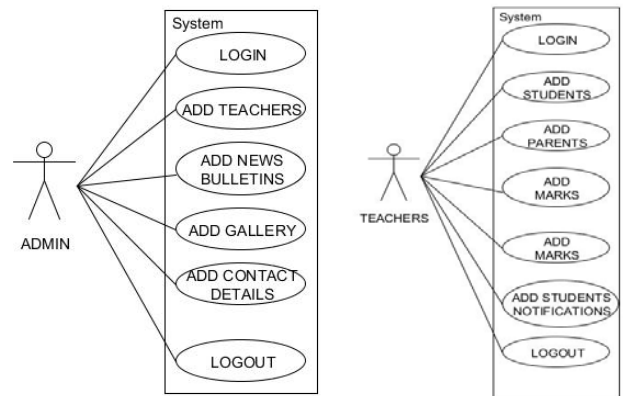 System
LOGIN
ADD TEACHERS
ADD NEWS
BULLETINS
ADD GALLERY
ADD CONTACT
DETAILS
LOGOUT
ADMIN
System
LOGIN
ADD
STUDENTS
ADD
PARENTS
ADD
MARKS
ADD
MARKS
ADD STUDENTS
NOTIFICATIONS
LOGOUT
TEACHERS